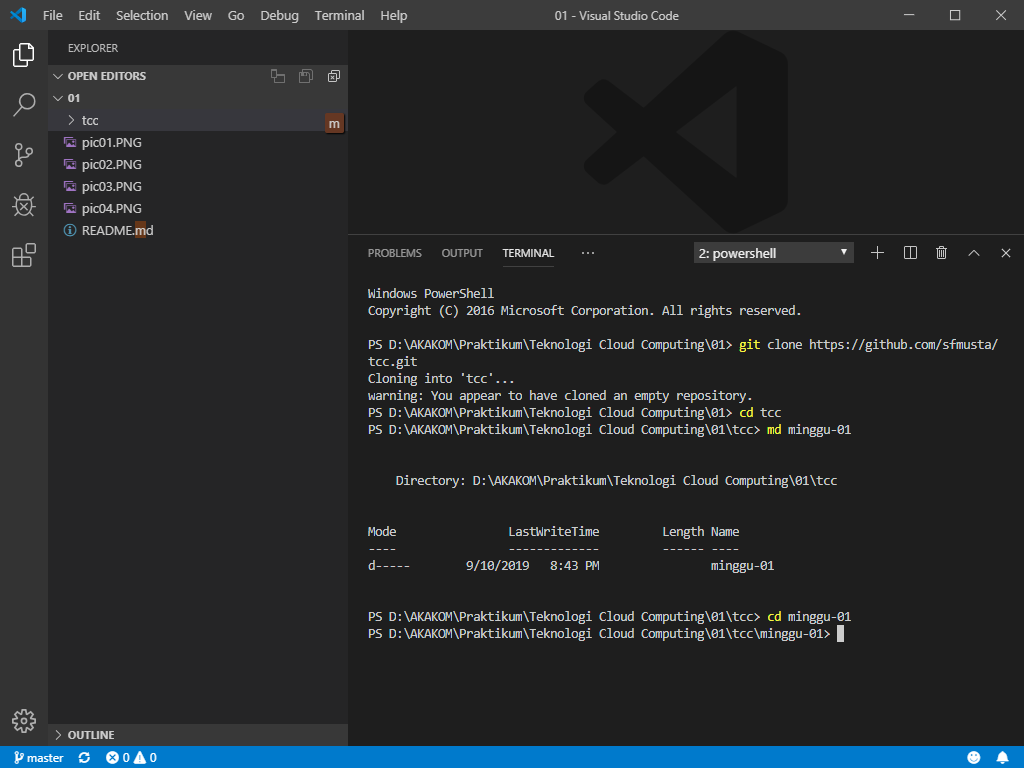 File Edit Selection View Go Debug Terminal Help 01 - Visual Studio Code
EXPLORER
OPEN EDITORS
01
tcc
m
pic01.PNG
pic02.PNG
pic03.PNG
pic04.PNG
README.md
OUTLINE
PROBLEMS OUTPUT TERMINAL ··· 2: powershell
Windows PowerShell
Copyright (C) 2016 Microsoft Corporation. All rights reserved.
PS D:\AKAKOM\Praktikum\Teknologi Cloud Computing\01> git clone https://github.com/sfmusta/
tcc.git
Cloning into 'tcc'...
warning: You appear to have cloned an empty repository.
PS D:\AKAKOM\Praktikum\Teknologi Cloud Computing\01> cd tcc
PS D:\AKAKOM\Praktikum\Teknologi Cloud Computing\01\tcc> md minggu-01
Directory: D:\AKAKOM\Praktikum\Teknologi Cloud Computing\01\tcc
Mode LastWriteTime Length Name
---- ------------- ------ ----
d----- 9/10/2019 8:43 PM minggu-01
PS D:\AKAKOM\Praktikum\Teknologi Cloud Computing\01\tcc> cd minggu-01
PS D:\AKAKOM\Praktikum\Teknologi Cloud Computing\01\tcc\minggu-01>
master 0 0